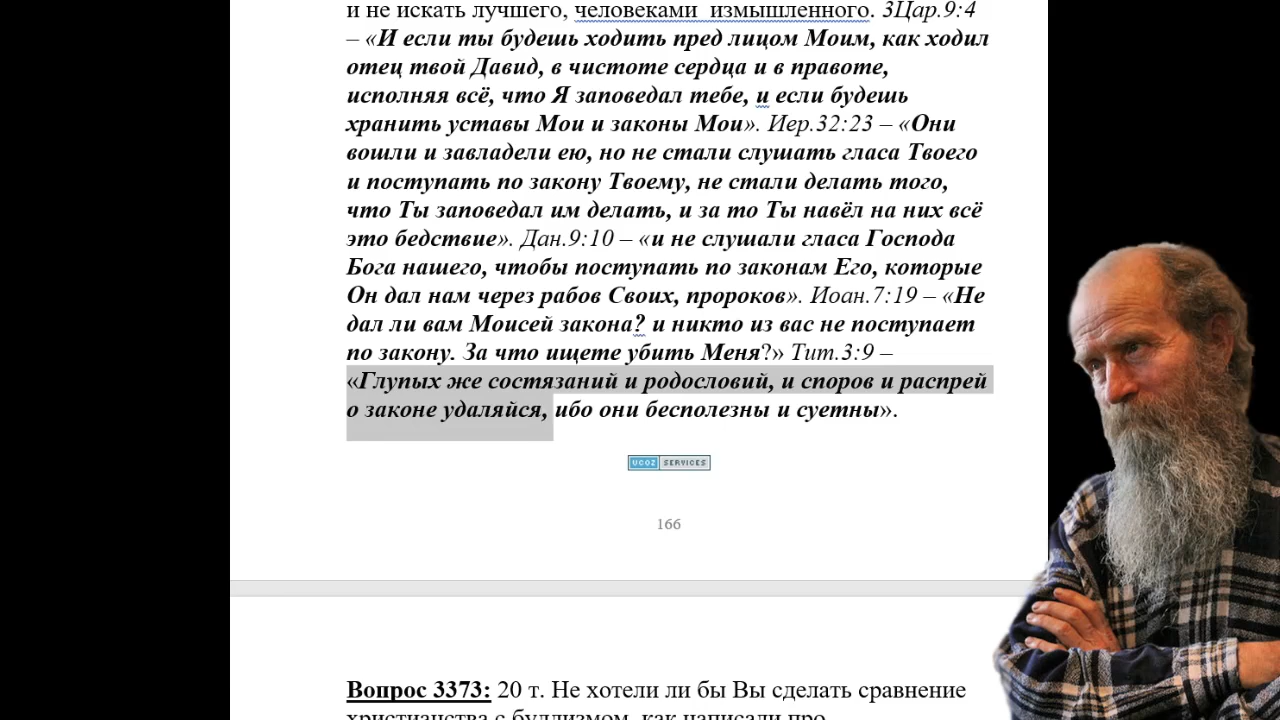 и не искать лучшего, человеками измышленного. 3Цар.9:4
– «И если ты будешь ходить пред лицом Моим, как ходил
отец твой Давид, в чистоте сердца и в правоте,
исполняя всё, что Я заповедал тебе, и если будешь
хранить уставы Мои и законы Мои». Иер.32:23 – «Они
вошли и завладели ею, но не стали слушать гласа Твоего
и поступать по закону Твоему, не стали делать того,
что Ты заповедал им делать, и за то Ты навёл на них всё
это бедствие». Дан.9:10 – «и не слушали гласа Господа
Бога нашего, чтобы поступать по законам Его, которые
Он дал нам через рабов Своих, пророков». Иоан.7:19 – «Не
дал ли вам Моисей закона? и никто из вас не поступает
по закону. За что ищете убить Меня?» Тит.3:9 –
«Глупых же состязаний и родословий, и споров и распрей
о законе удаляйся, ибо они бесполезны и суетны».
UCOZ SERVICES
166
Вопрос 3373: 20 т. Не хотели ли бы Вы сделать сравнение
христианства с буддизмом, как написали про